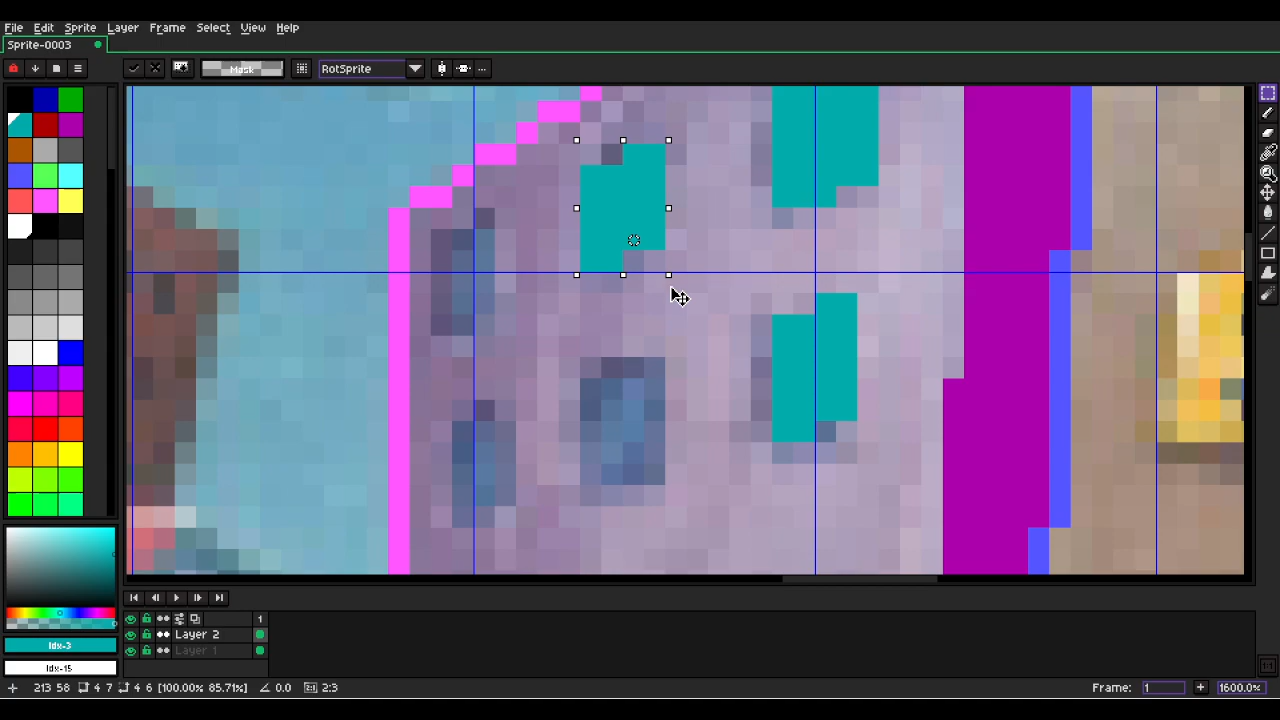 File Edit Sprite Layer Frame Select View Help
Sprite-0003
Mask RotSprite
Idx-3
Idx-15
1
Layer 2
Layer 1
213 58 4 7 4 6 [100.00% 85.71%] 0.0 2:3 Frame: 1 + 1600.0%